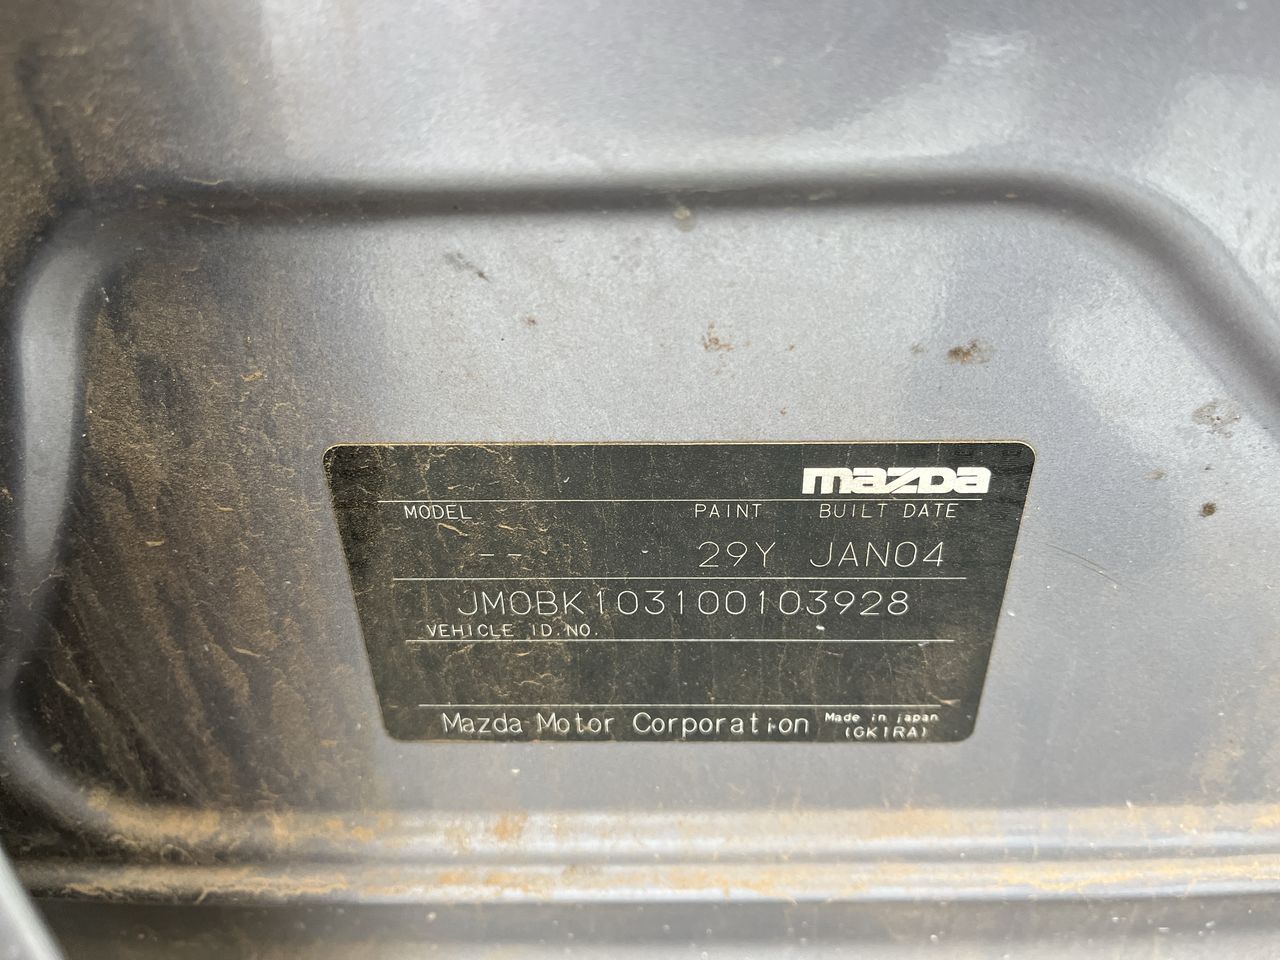 mazda
MODEL PAINT BUILT DATE
-- 29Y JAN04
JM0BK103100103928
VEHICLE ID.NO.
Mazda Motor Corporation Made in japan
(GK1RA)